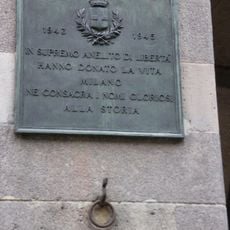 1943 1945
IN SUPREMO ANELITO DI LIBERTÀ
HANNO DONATO LA VITA
MILANO
NE CONSACRA I NOMI GLORIOSI
ALLA STORIA